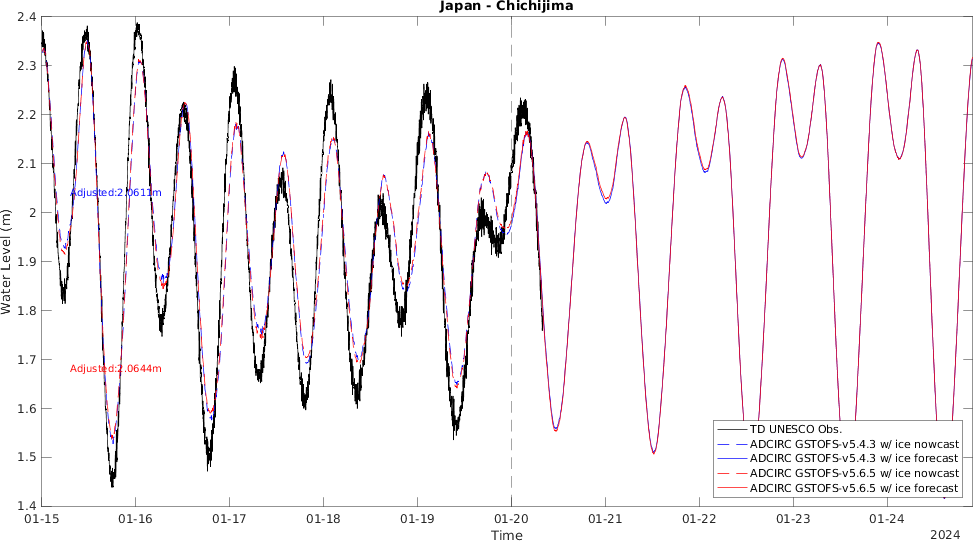 Japan - Chichijima
2.4
2.3
2.2
2.1
2
1.9
1.8
1.7
1.6
1.5
1.4
Water Level (m)
Adjusted:2.0611m
Adjusted:2.0644m
TD UNESCO Obs.
ADCIRC GSTOFS-v5.4.3 w/ ice nowcast
ADCIRC GSTOFS-v5.4.3 w/ ice forecast
ADCIRC GSTOFS-v5.6.5 w/ ice nowcast
ADCIRC GSTOFS-v5.6.5 w/ ice forecast
01-15 01-16 01-17 01-18 01-19 01-20 01-21 01-22 01-23 01-24
Time
2024